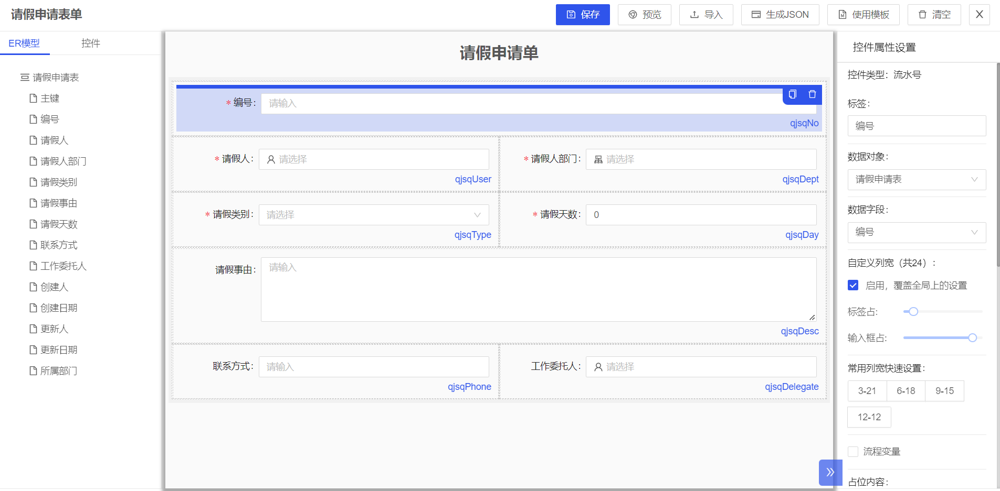 请假申请表单
保存 预览 导入 生成JSON 使用模板 清空 X
ER模型 控件
请假申请表
主键
编号
请假人
请假人部门
请假类别
请假事由
请假天数
联系方式
工作委托人
创建人
创建日期
更新人
更新日期
所属部门
请假申请单
* 编号: 请输入
qjsqNo
* 请假人: 请选择 * 请假人部门: 请选择
qjsqUser qjsqDept
* 请假类别: 请选择 * 请假天数: 0
qjsqType qjsqDay
请假事由: 请输入
qjsqDesc
联系方式: 请输入 工作委托人: 请选择
qjsqPhone qjsqDelegate
控件属性设置
控件类型：流水号
标签:
编号
数据对象:
请假申请表
数据字段:
编号
自定义列宽（共24）:
启用，覆盖全局上的设置
标签占:
输入框占:
常用列宽快速设置:
3-21 6-18 9-15
12-12
流程变量
占位内容: